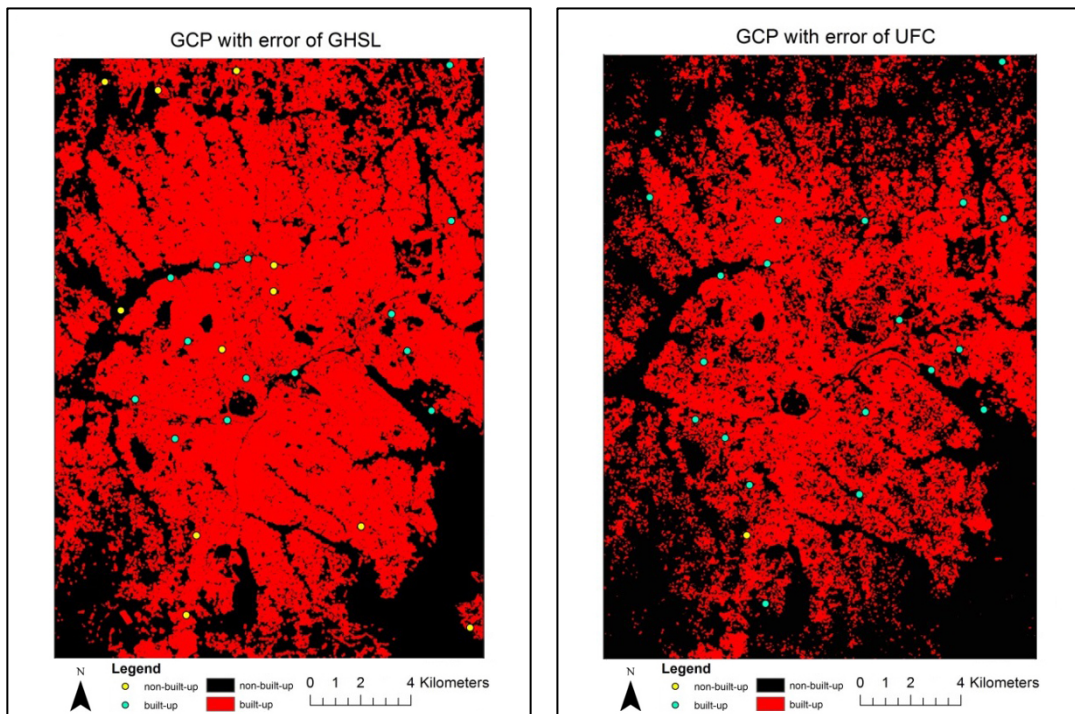 GCP with error of GHSL
N
Legend
non-built-up non-built-up
built-up built-up
0 1 2 4 Kilometers
GCP with error of UFC
N
Legend
non-built-up non-built-up
built-up built-up
0 1 2 4 Kilometers